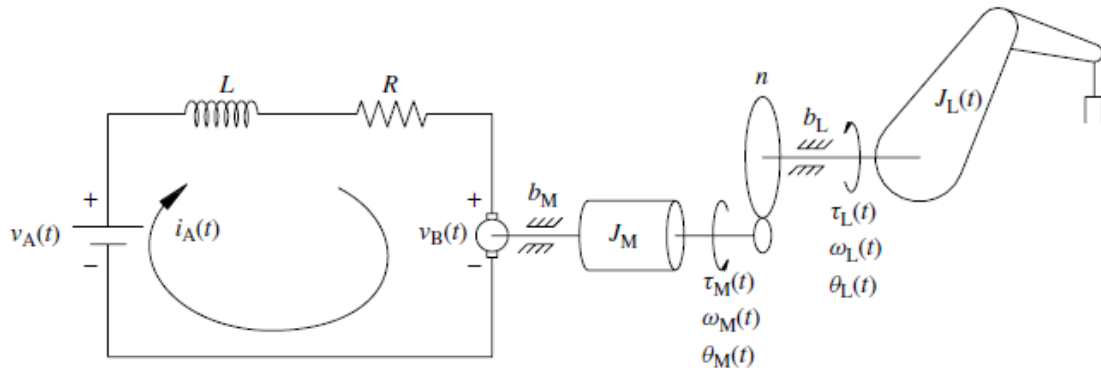 L
R
n
J_L(t)
b_L
+
+
b_M
v_A(t)
i_A(t)
v_B(t)
J_M
τ_L(t)
−
−
ω_L(t)
τ_M(t)
θ_L(t)
ω_M(t)
θ_M(t)